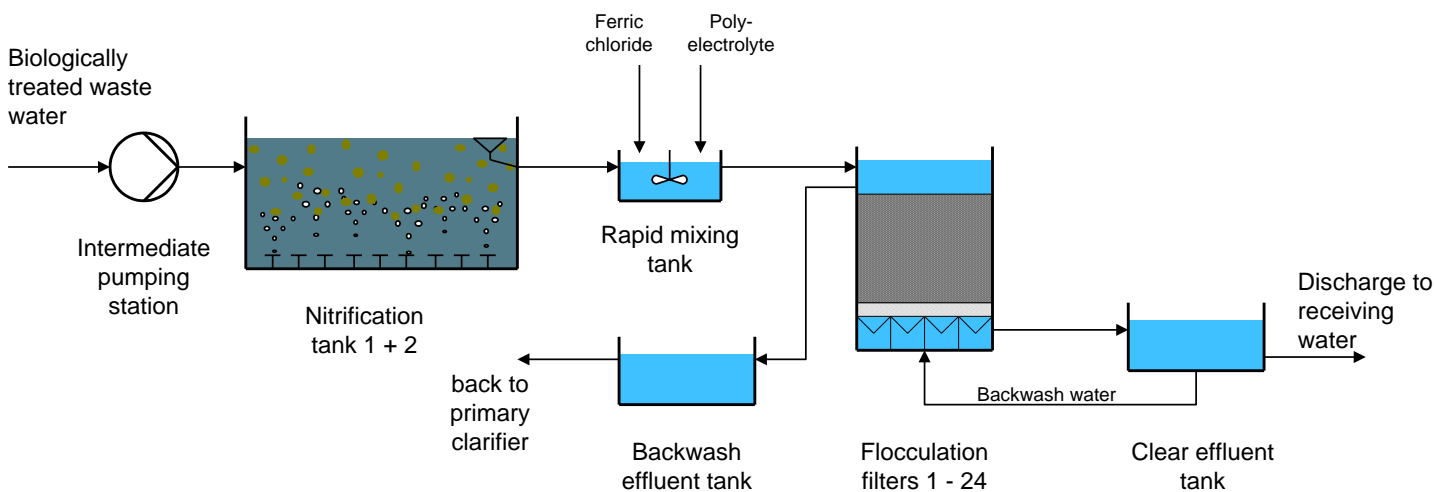 Ferric
chloride
Poly-
electrolyte
Biologically
treated waste
water
Intermediate
pumping
station
Nitrification
tank 1 + 2
Rapid mixing
tank
Discharge to
receiving
water
back to
primary
clarifier
Backwash water
Backwash
effluent tank
Flocculation
filters 1 - 24
Clear effluent
tank